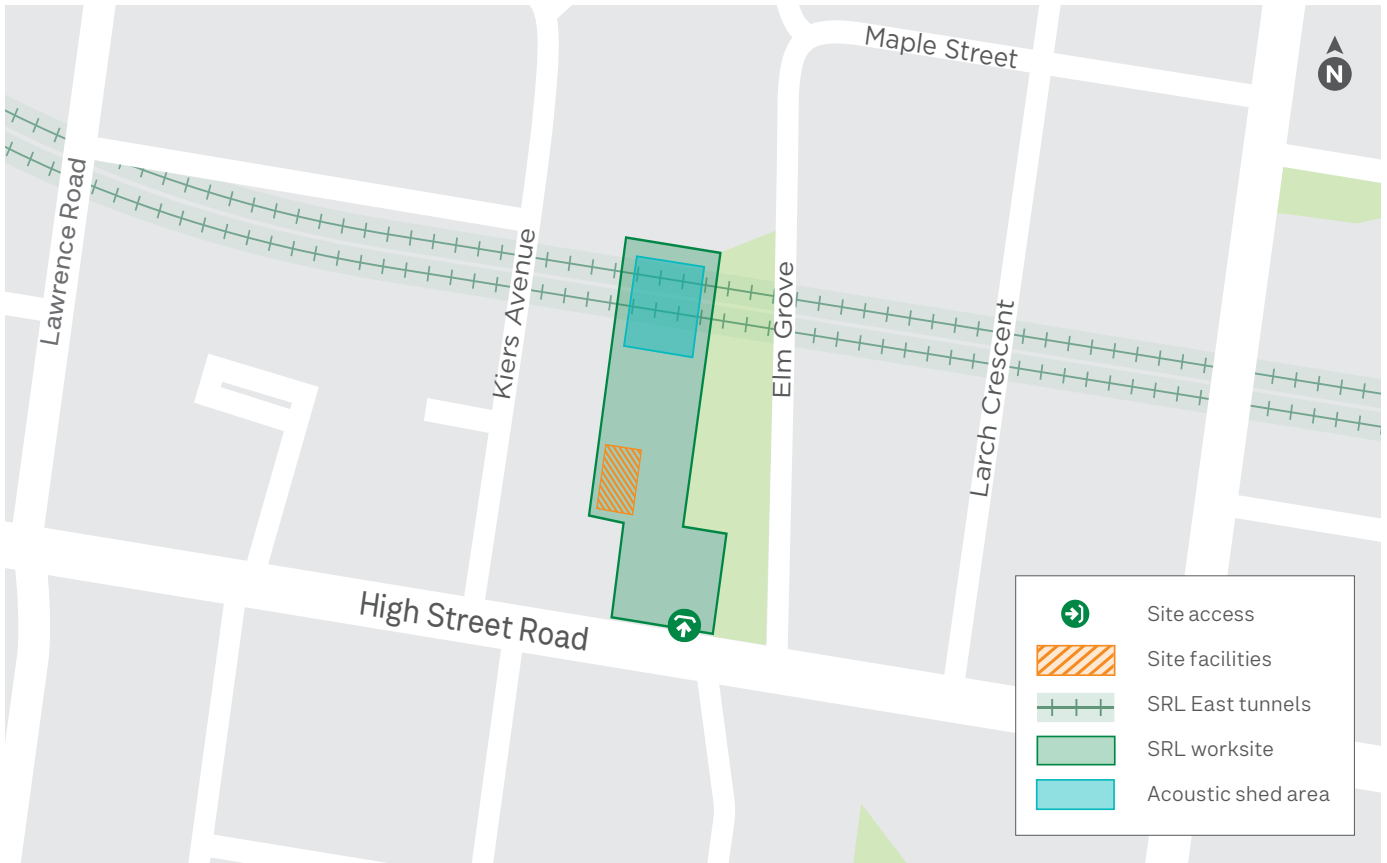 Maple Street
N
Lawrence Road
Kiers Avenue
Elm Grove
Larch Crescent
High Street Road
Site access
Site facilities
SRL East tunnels
SRL worksite
Acoustic shed area